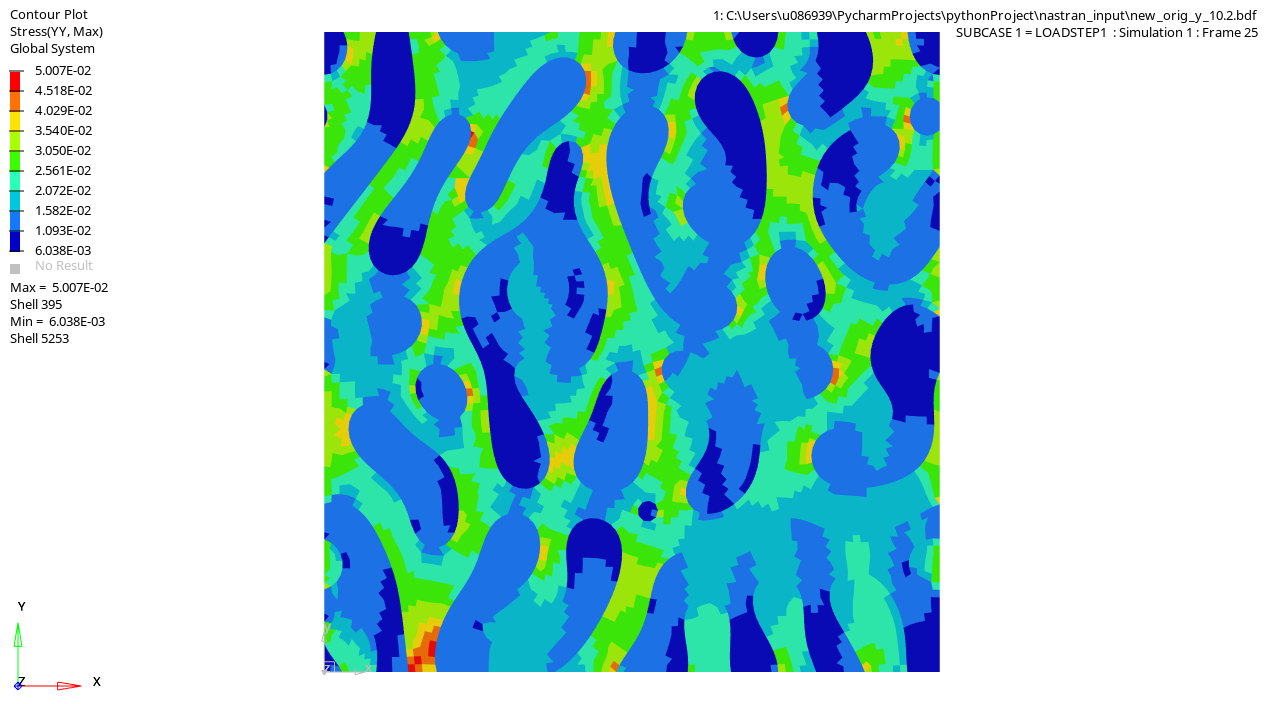 Contour Plot
Stress(YY, Max)
Global System
5.007E-02
4.518E-02
4.029E-02
3.540E-02
3.050E-02
2.561E-02
2.072E-02
1.582E-02
1.093E-02
6.038E-03
No Result
Max = 5.007E-02
Shell 395
Min = 6.038E-03
Shell 5253
1: C:\Users\u086939\PycharmProjects\pythonProject\nastran_input\new_orig_y_10.2.bdf
SUBCASE 1 = LOADSTEP1 : Simulation 1 : Frame 25
Y
Z
X